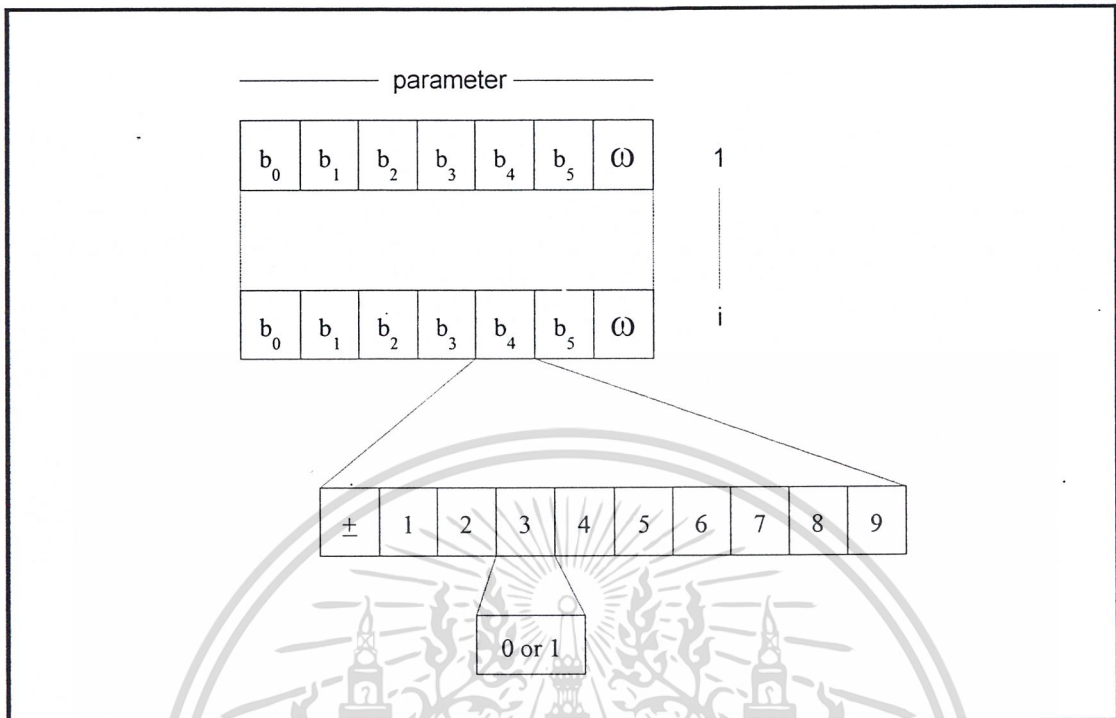 parameter
b₀ b₁ b₂ b₃ b₄ b₅ ω 1
b₀ b₁ b₂ b₃ b₄ b₅ ω i
± 1 2 3 4 5 6 7 8 9
0 or 1